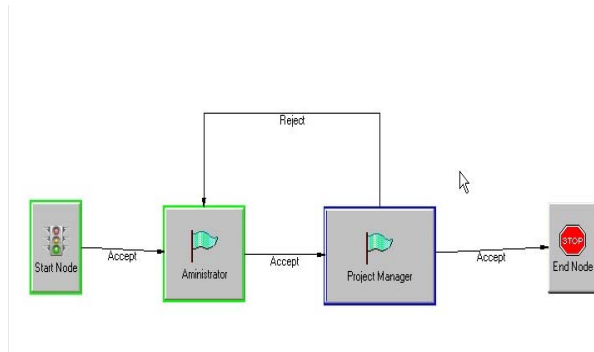 Reject
Start Node
Accept
Aministrator
Accept
Project Manager
Accept
STOP
End Node